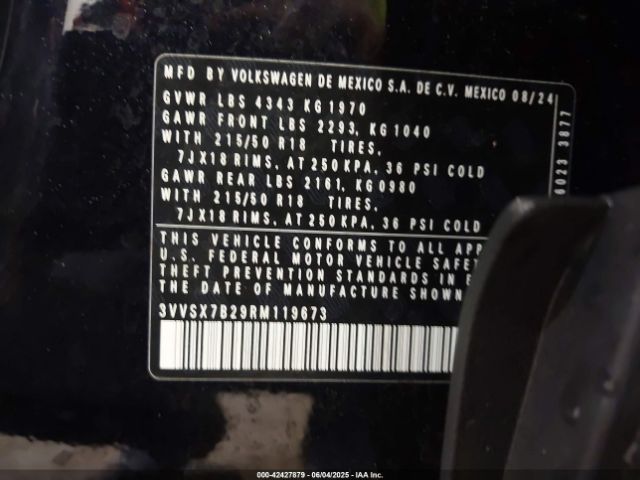 MFD BY VOLKSWAGEN DE MEXICO S.A. DE C.V. MEXICO 08/24
GVWR LBS 4343 KG 1970
GAWR FRONT LBS 2293, KG 1040
WITH 215/50 R18 TIRES,
7JX18 RIMS, AT 250 KPA, 36 PSI COLD
GAWR REAR LBS 2161, KG 0980
WITH 215/50 R18 TIRES,
7JX18 RIMS, AT 250 KPA, 36 PSI COLD
THIS VEHICLE CONFORMS TO ALL APP
U.S. FEDERAL MOTOR VEHICLE SAFET
THEFT PREVENTION STANDARDS IN E
THE DATE OF MANUFACTURE SHOWN
3VVSX7B29RM119673
8023 3877
000-42427879 - 06/04/2025 - IAA Inc.